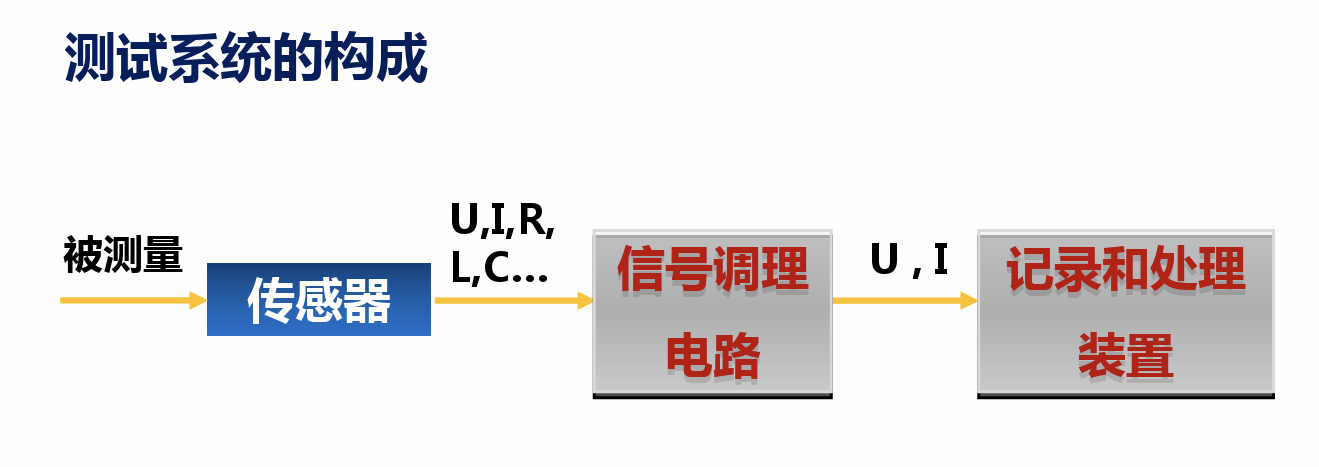 测试系统的构成
被测量
传感器
U,I,R,
L,C...
信号调理
电路
U , I
记录和处理
装置